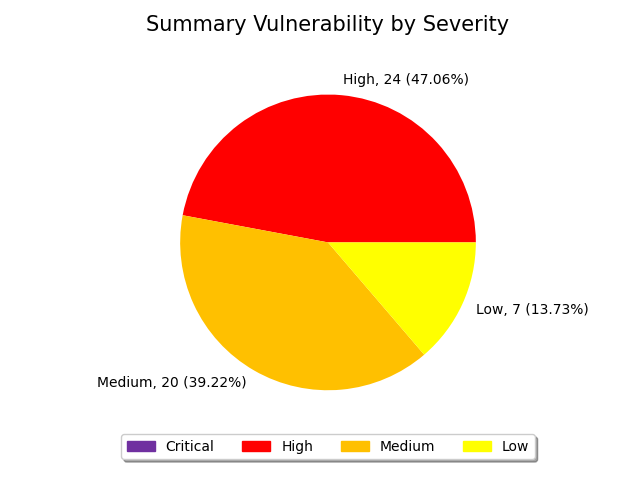 Summary Vulnerability by Severity
High, 24 (47.06%)
Low, 7 (13.73%)
Medium, 20 (39.22%)
Critical High Medium Low